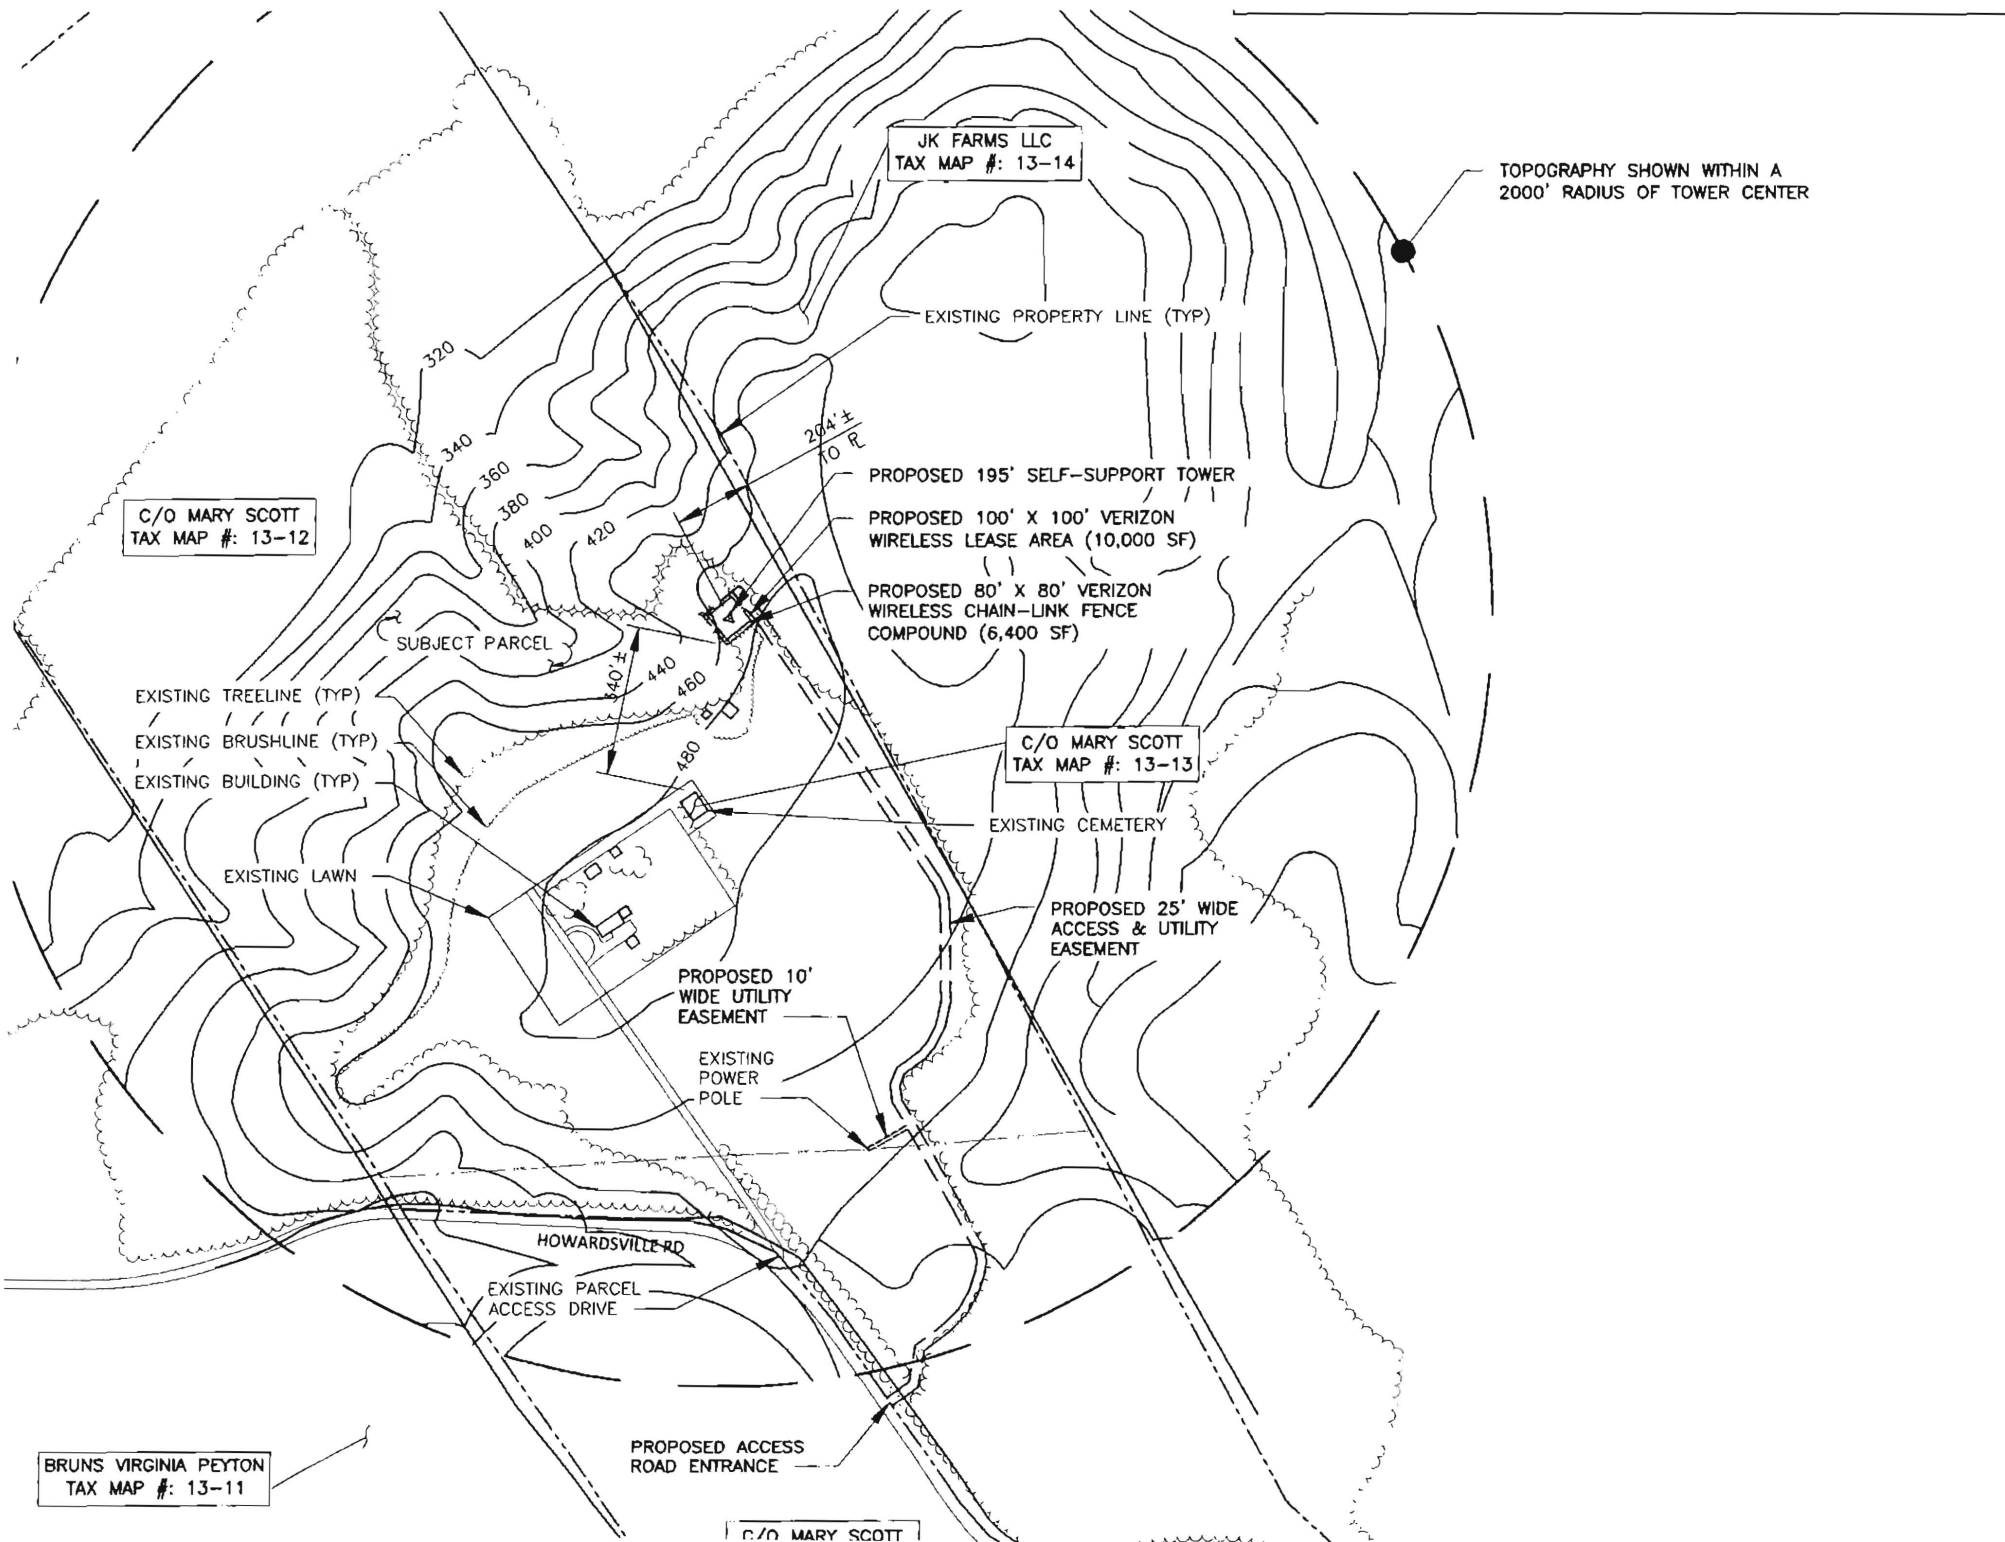 JK FARMS LLC
TAX MAP #: 13-14
TOPOGRAPHY SHOWN WITHIN A
2000' RADIUS OF TOWER CENTER
EXISTING PROPERTY LINE (TYP)
320
340
360
380
400
420
204'±
TO PL
PROPOSED 195' SELF-SUPPORT TOWER
PROPOSED 100' X 100' VERIZON
WIRELESS LEASE AREA (10,000 SF)
PROPOSED 80' X 80' VERIZON
WIRELESS CHAIN-LINK FENCE
COMPOUND (6,400 SF)
C/O MARY SCOTT
TAX MAP #: 13-12
SUBJECT PARCEL
440
460
480
EXISTING TREELINE (TYP)
EXISTING BRUSHLINE (TYP)
EXISTING BUILDING (TYP)
C/O MARY SCOTT
TAX MAP #: 13-13
EXISTING CEMETERY
EXISTING LAWN
PROPOSED 25' WIDE
ACCESS & UTILITY
EASEMENT
PROPOSED 10'
WIDE UTILITY
EASEMENT
EXISTING
POWER
POLE
HOWARDSVILLE RD
EXISTING PARCEL
ACCESS DRIVE
PROPOSED ACCESS
ROAD ENTRANCE
BRUNS VIRGINIA PEYTON
TAX MAP #: 13-11
C/O MARY SCOTT